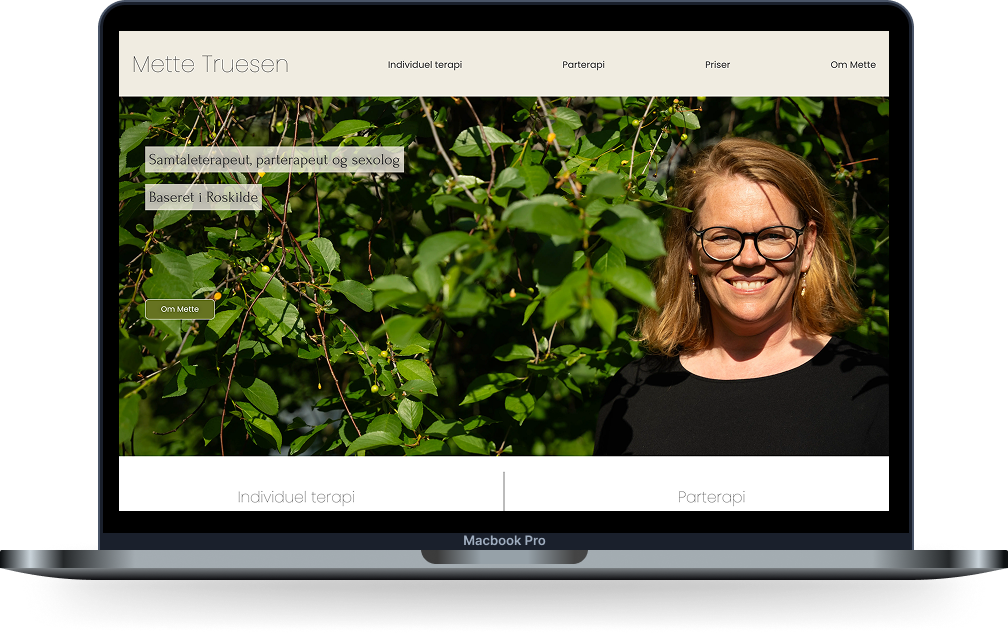 Mette Truesen
Individuel terapi
Parterapi
Priser
Om Mette
Samtaleterapeut, parterapeut og sexolog
Baseret i Roskilde
Om Mette
Individuel terapi
Parterapi
Macbook Pro